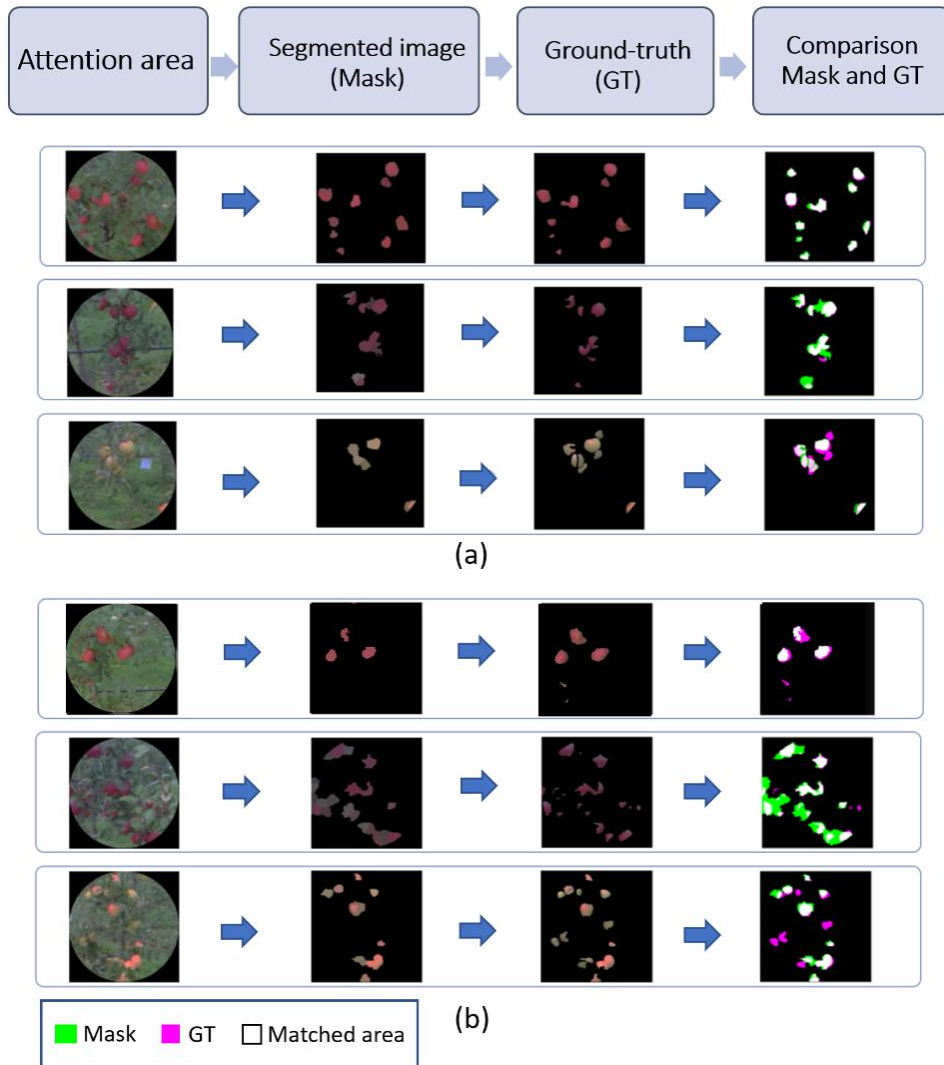 Attention area
Segmented image
(Mask)
Ground-truth
(GT)
Comparison
Mask and GT
(a)
(b)
Mask
GT
Matched area